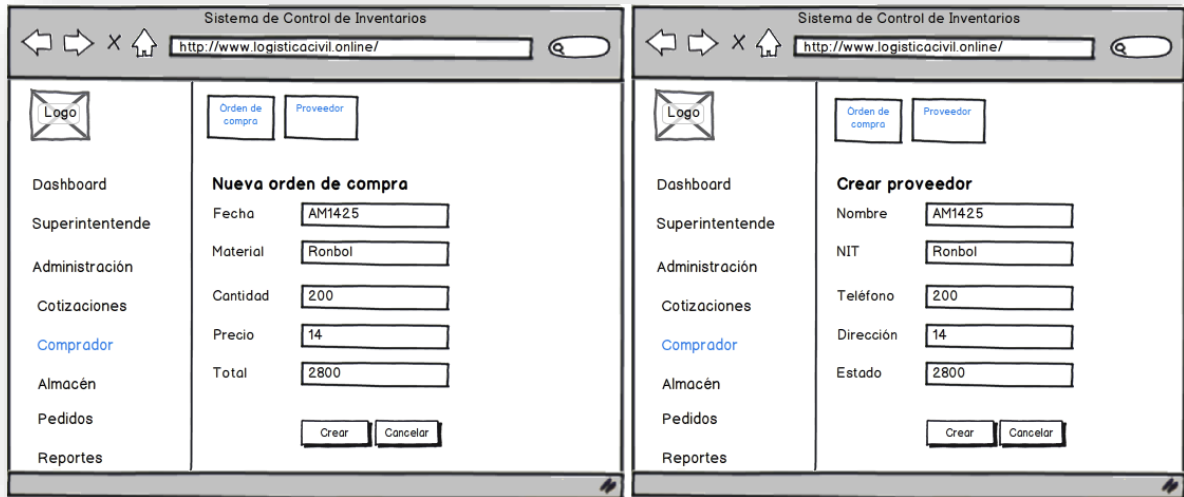 Sistema de Control de Inventarios
http://www.logisticacivil.online/
Logo
Orden de
compra
Proveedor
Dashboard
Superintentende
Administración
Cotizaciones
Comprador
Almacén
Pedidos
Reportes
Nueva orden de compra
Fecha AM1425
Material Ronbol
Cantidad 200
Precio 14
Total 2800
Crear Cancelar
Sistema de Control de Inventarios
http://www.logisticacivil.online/
Logo
Orden de
compra
Proveedor
Dashboard
Superintentende
Administración
Cotizaciones
Comprador
Almacén
Pedidos
Reportes
Crear proveedor
Nombre AM1425
NIT Ronbol
Teléfono 200
Dirección 14
Estado 2800
Crear Cancelar